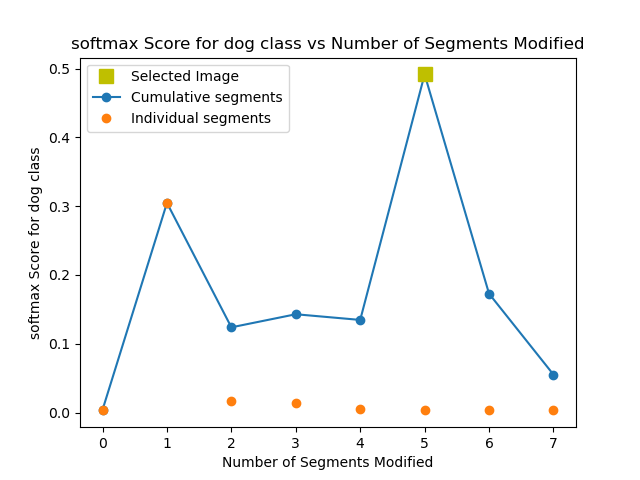 softmax Score for dog class vs Number of Segments Modified
Selected Image
Cumulative segments
Individual segments
softmax Score for dog class
0.5
0.4
0.3
0.2
0.1
0.0
0 1 2 3 4 5 6 7
Number of Segments Modified